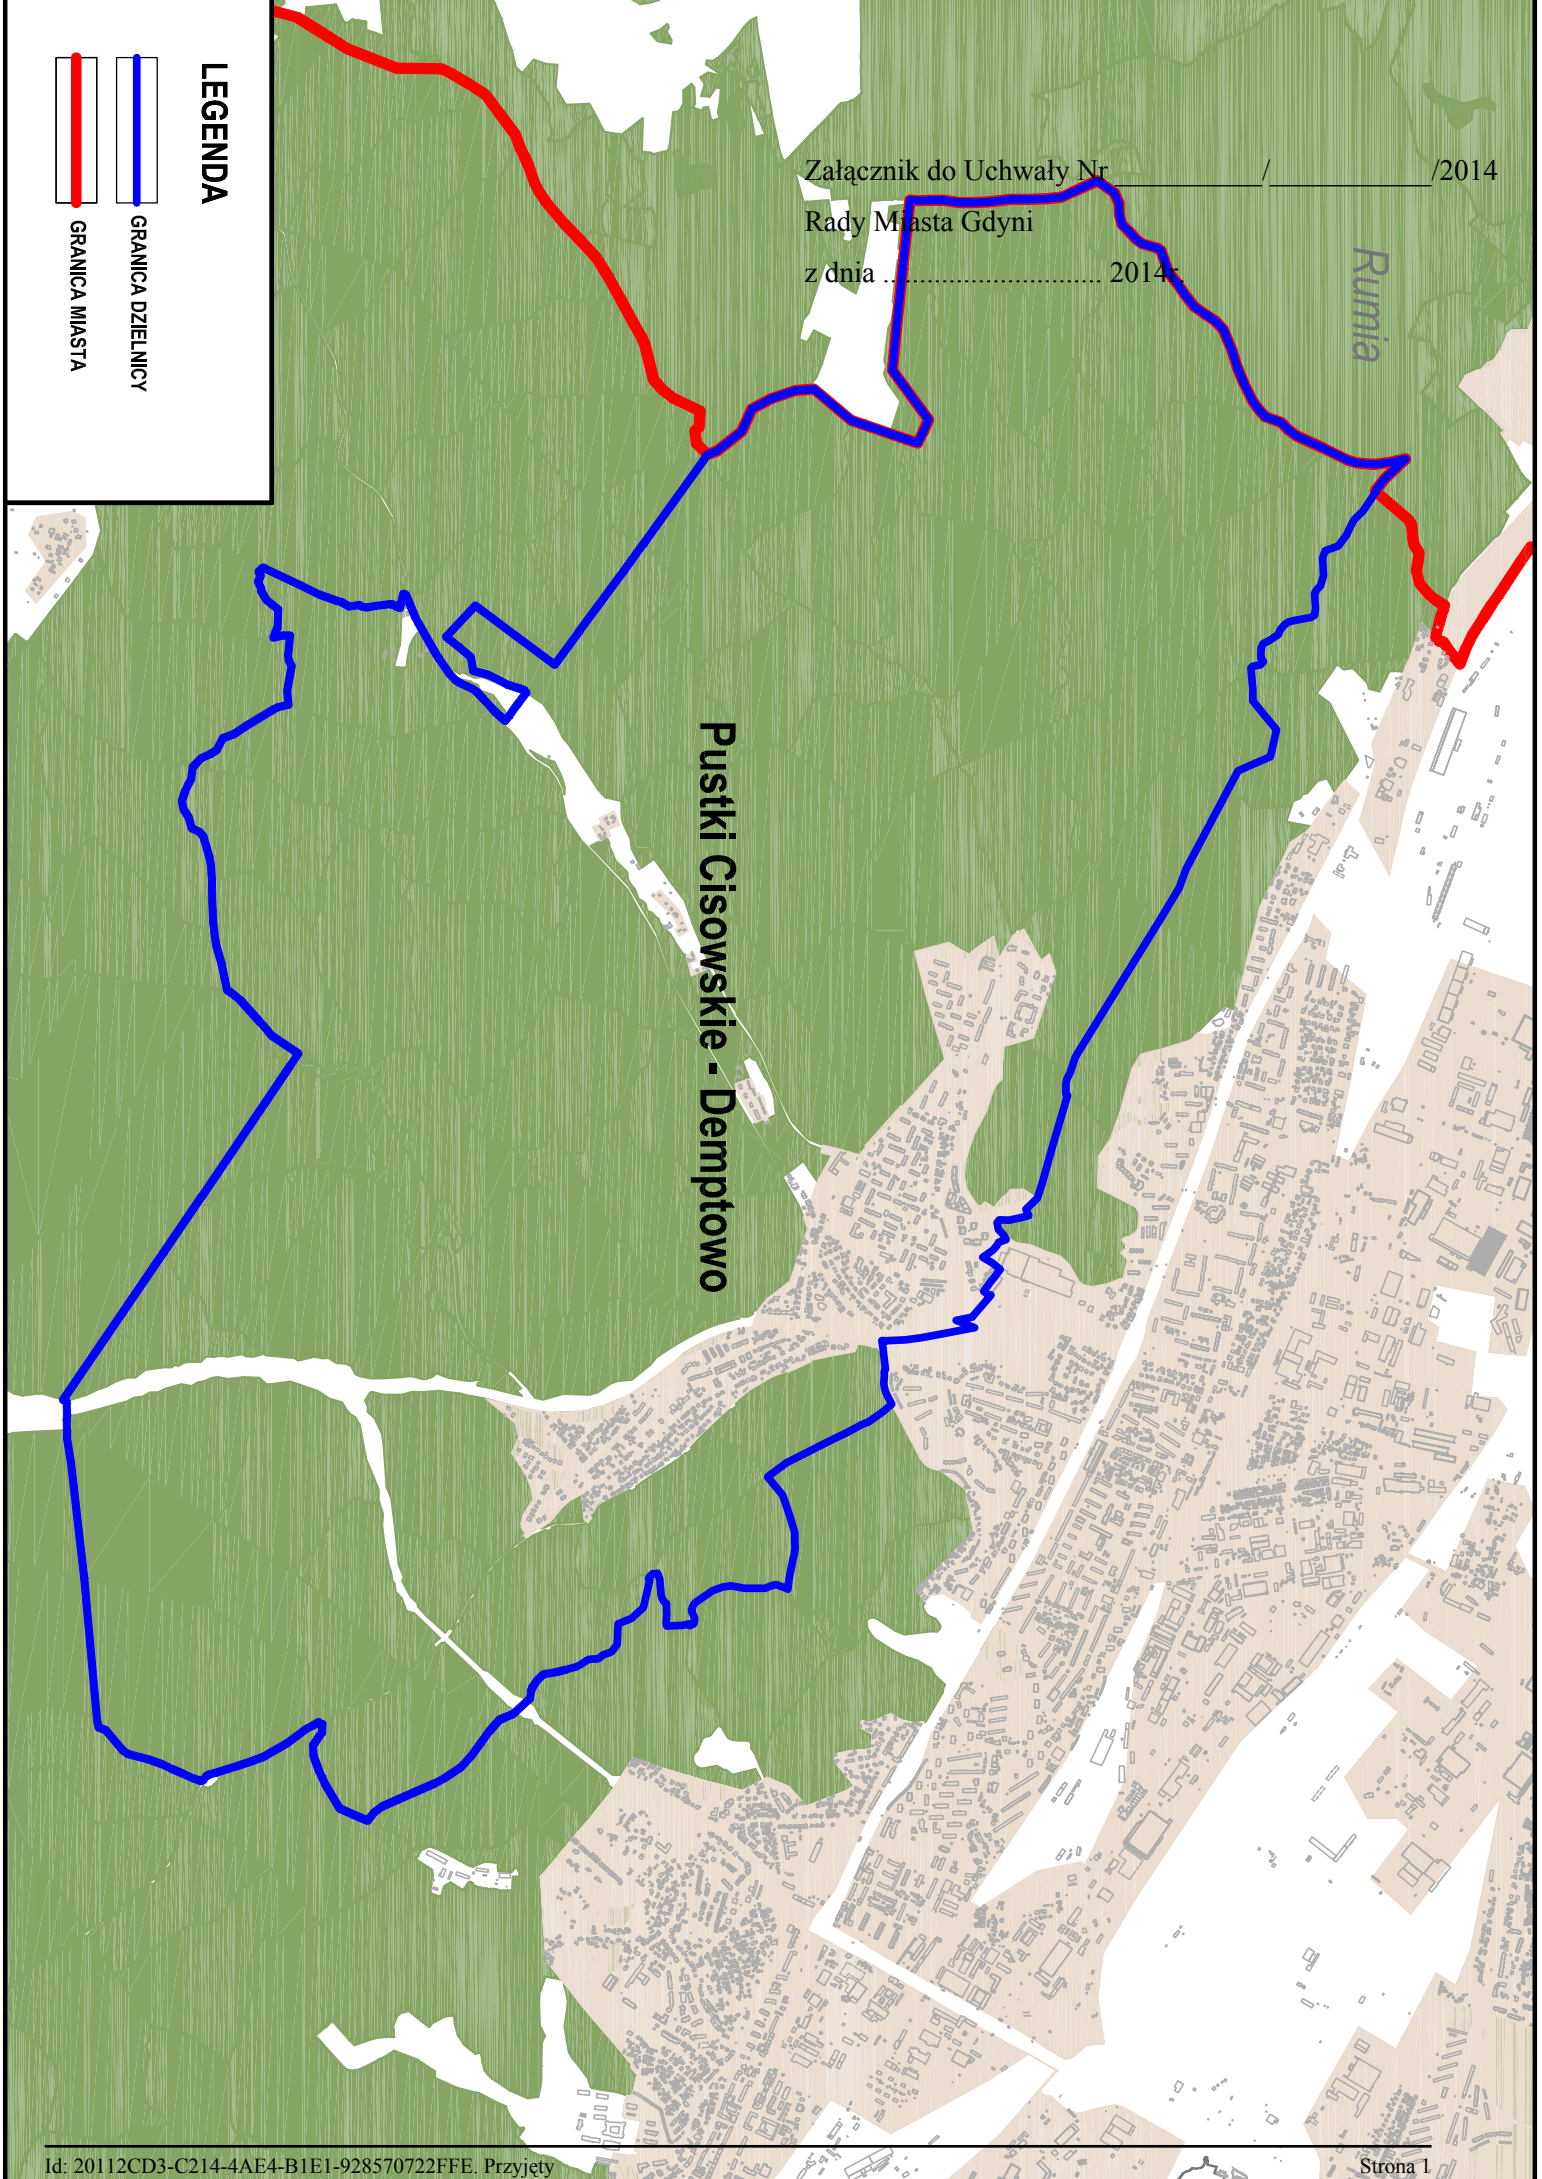 Załącznik do Uchwały Nr ___________/____________/2014
Rady Miasta Gdyni
z dnia ............................... 2014r.
Rumia
LEGENDA
GRANICA DZIELNICY
GRANICA MIASTA
Pustki Cisowskie - Demptowo
Id: 20112CD3-C214-4AE4-B1E1-928570722FFE. Przyjęty
Strona 1